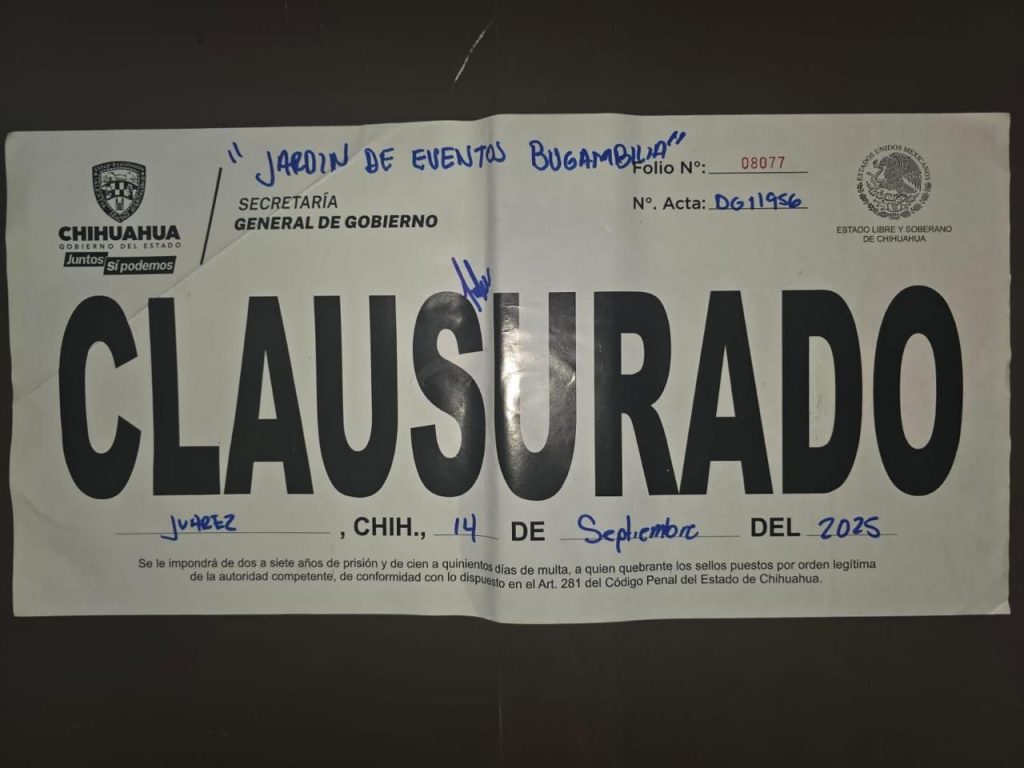 "JARDIN DE EVENTOS BUGAMBILIA"
Folio N°: 08077
N°. Acta: DG11956
SECRETARÍA
GENERAL DE GOBIERNO
CHIHUAHUA
GOBIERNO DEL ESTADO
Juntos Sí podemos
ESTADOS UNIDOS MEXICANOS
ESTADO LIBRE Y SOBERANO
DE CHIHUAHUA
CLAUSURADO
JUAREZ, CHIH., 14 DE Septiembre DEL 2025
Se le impondrá de dos a siete años de prisión y de cien a quinientos días de multa, a quien quebrante los sellos puestos por orden legítima
de la autoridad competente, de conformidad con lo dispuesto en el Art. 281 del Código Penal del Estado de Chihuahua.